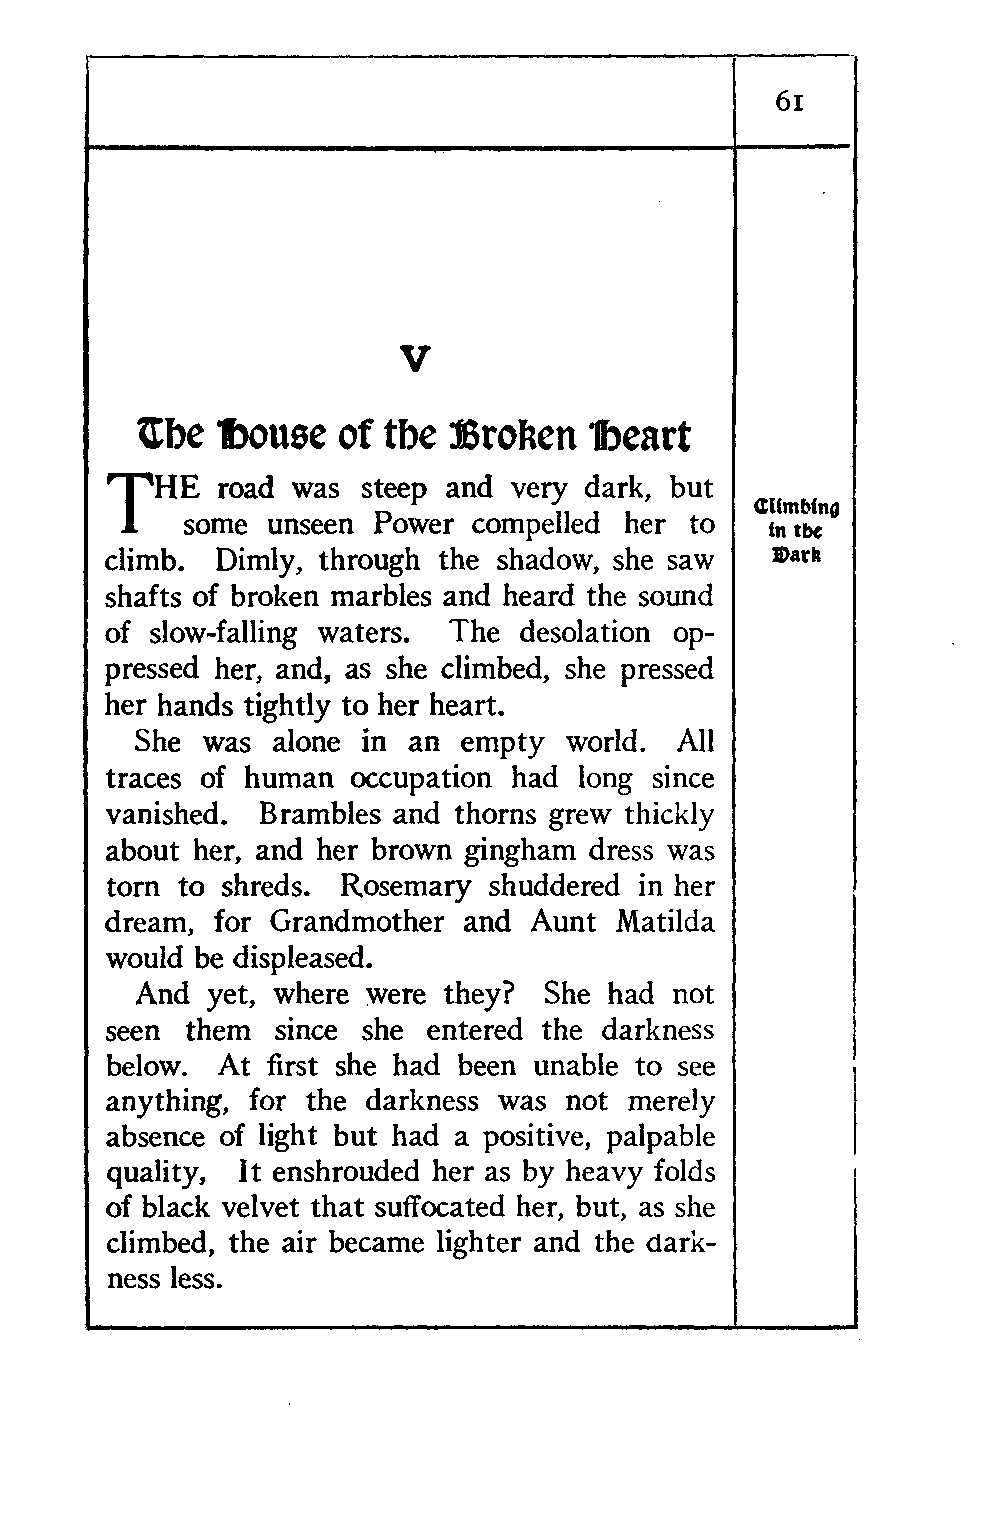 61
V
The House of the Broken Heart
THE road was steep and very dark, but
some unseen Power compelled her to
climb. Dimly, through the shadow, she saw
shafts of broken marbles and heard the sound
of slow-falling waters. The desolation op-
pressed her, and, as she climbed, she pressed
her hands tightly to her heart.
She was alone in an empty world. All
traces of human occupation had long since
vanished. Brambles and thorns grew thickly
about her, and her brown gingham dress was
torn to shreds. Rosemary shuddered in her
dream, for Grandmother and Aunt Matilda
would be displeased.
And yet, where were they? She had not
seen them since she entered the darkness
below. At first she had been unable to see
anything, for the darkness was not merely
absence of light but had a positive, palpable
quality, It enshrouded her as by heavy folds
of black velvet that suffocated her, but, as she
climbed, the air became lighter and the dark-
ness less.
Climbing
in the
Dark